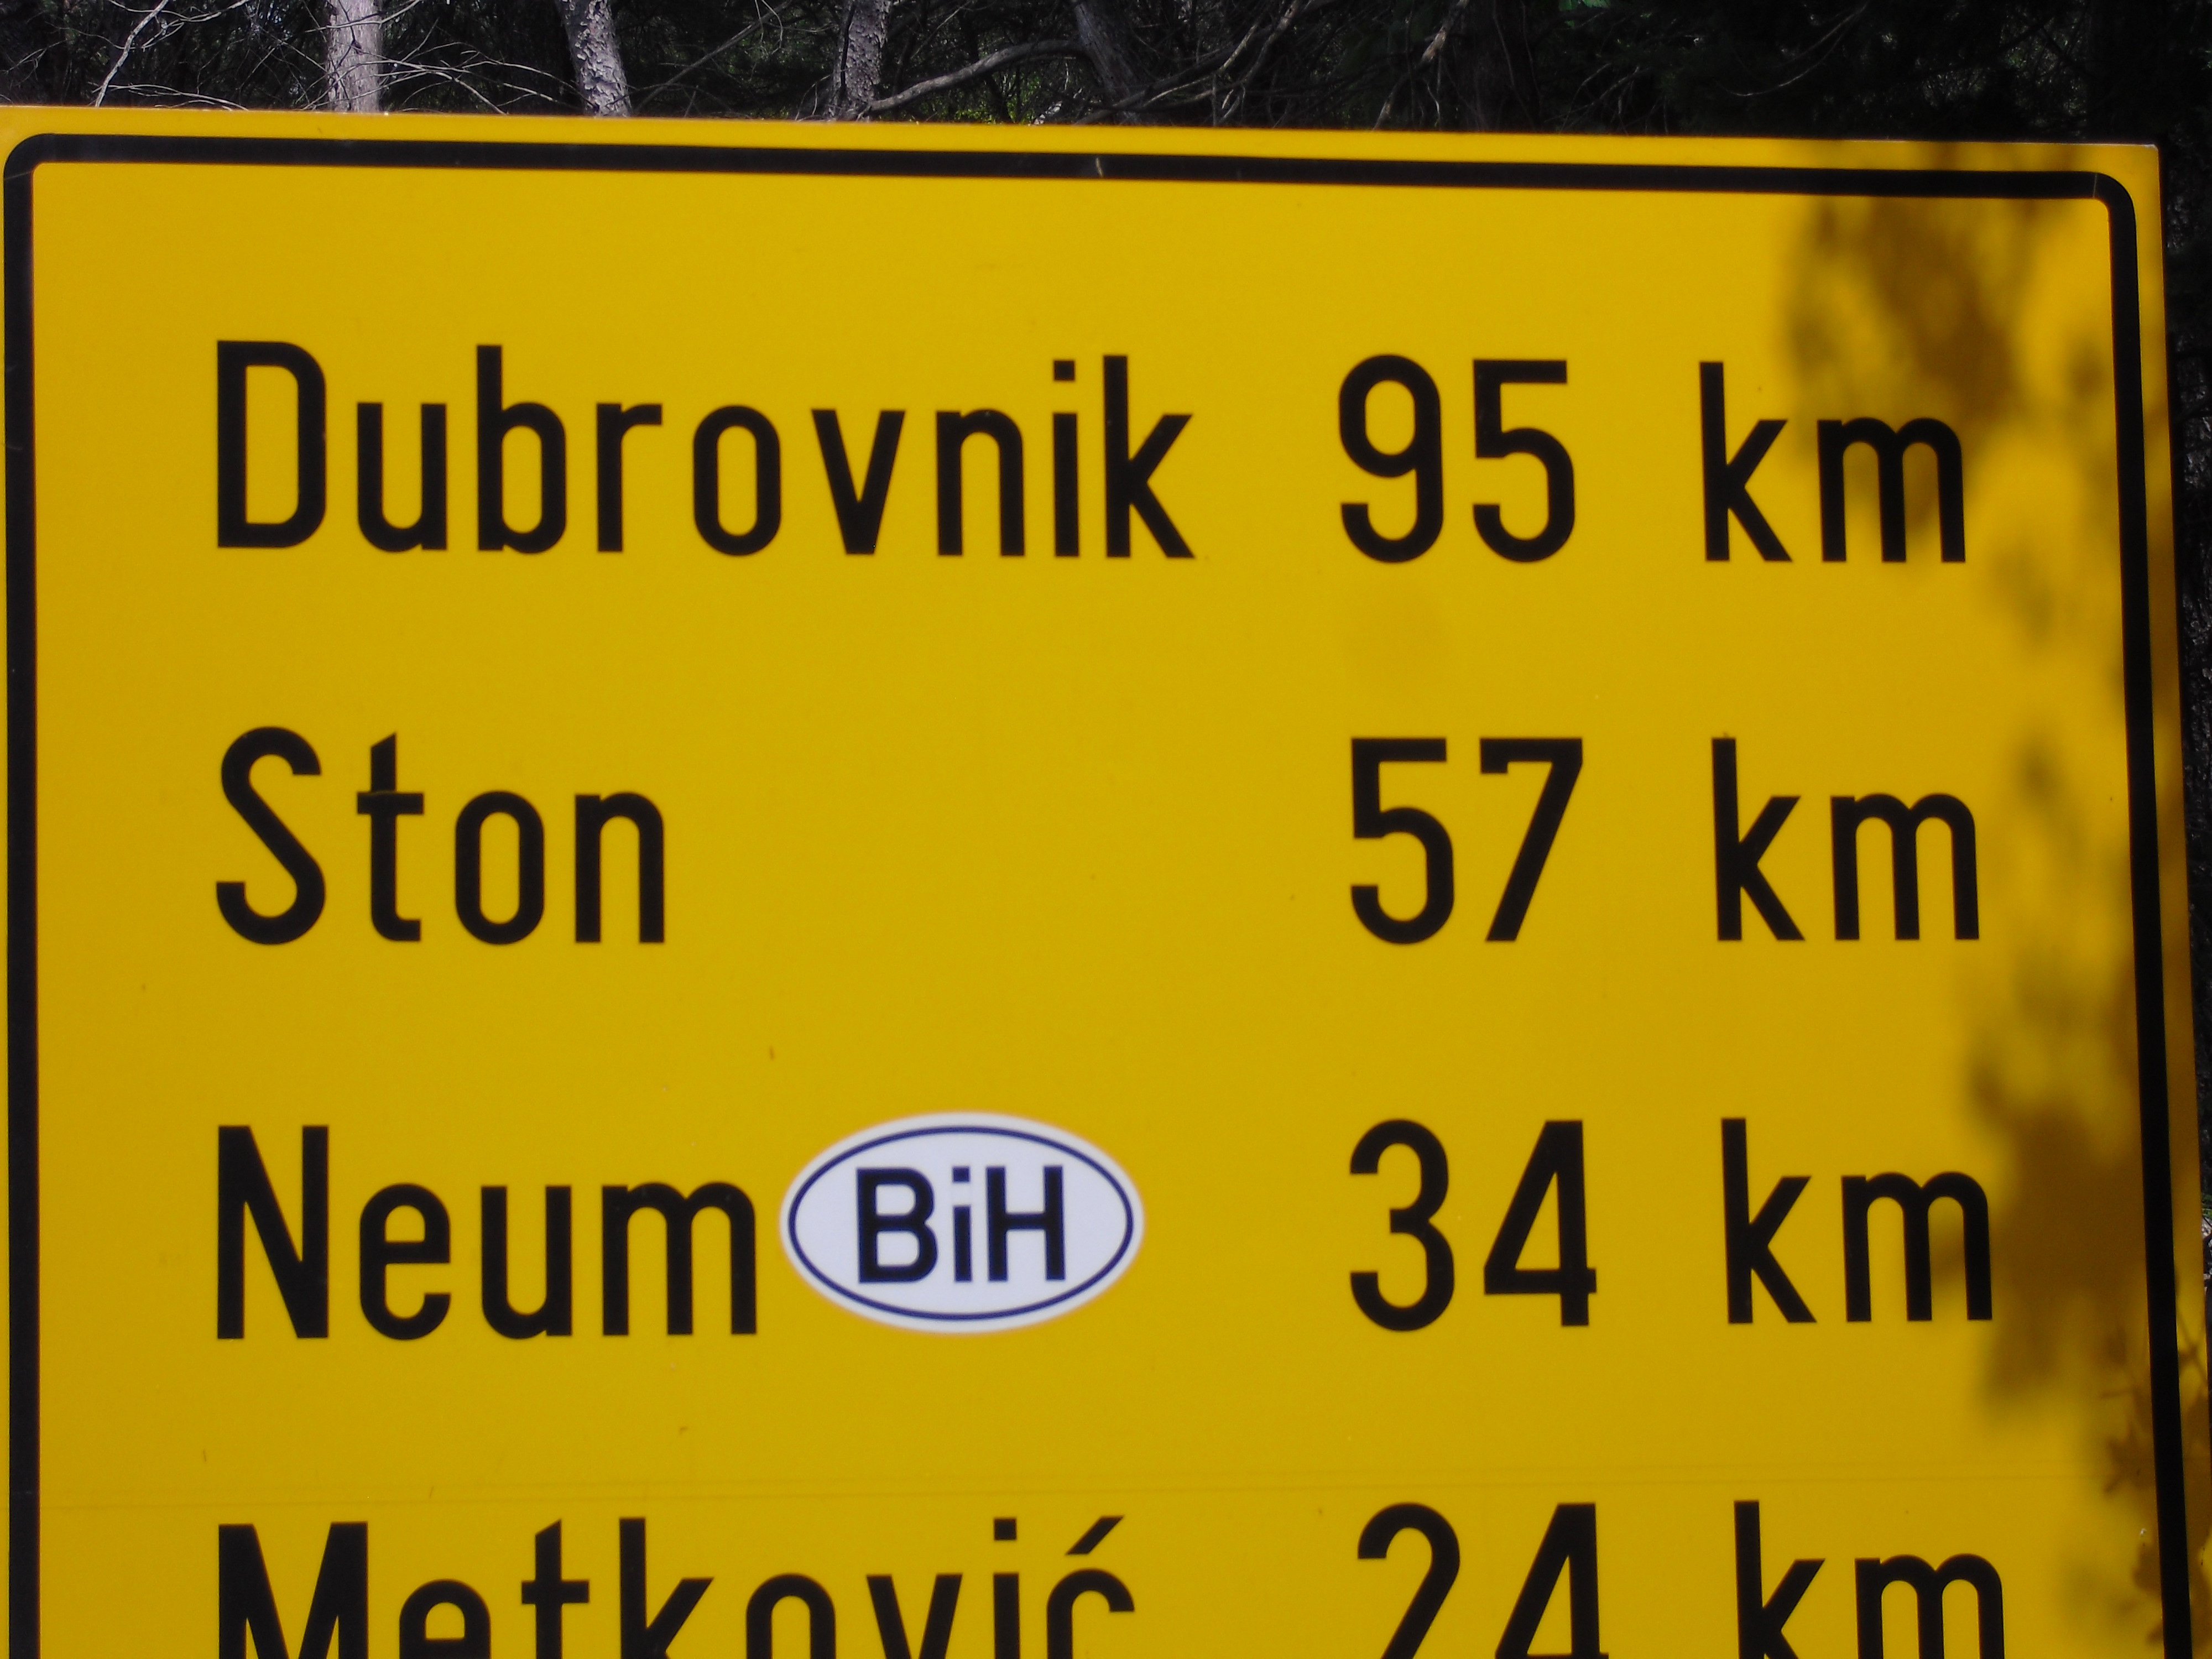 Dubrovnik 95 km
Ston 57 km
Neum BiH 34 km
Metković 24 km